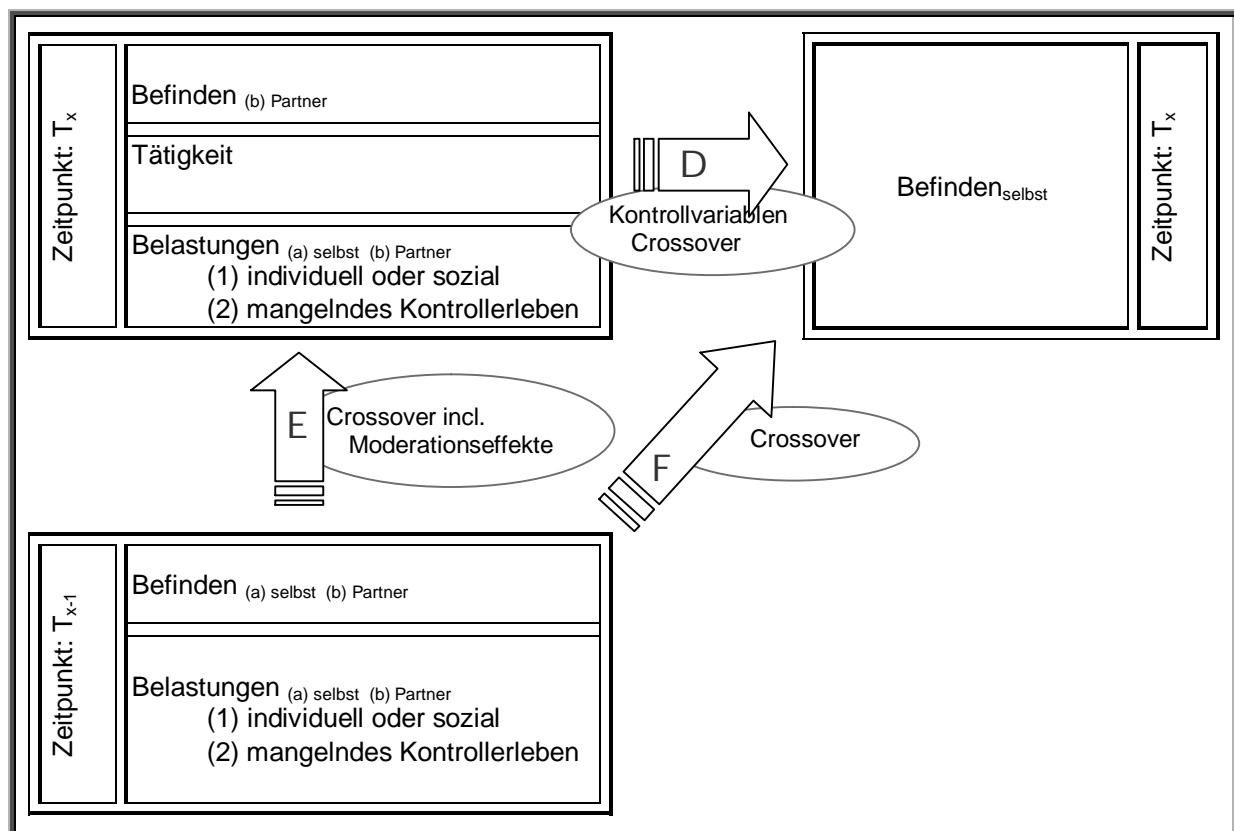 Zeitpunkt: Tx
Befinden (b) Partner
Tätigkeit
Belastungen (a) selbst (b) Partner
(1) individuell oder sozial
(2) mangelndes Kontrollerleben
D
Kontrollvariablen
Crossover
Befindenselbst
Zeitpunkt: Tx
E
Crossover incl.
Moderationseffekte
F
Crossover
Zeitpunkt: Tx-1
Befinden (a) selbst (b) Partner
Belastungen (a) selbst (b) Partner
(1) individuell oder sozial
(2) mangelndes Kontrollerleben